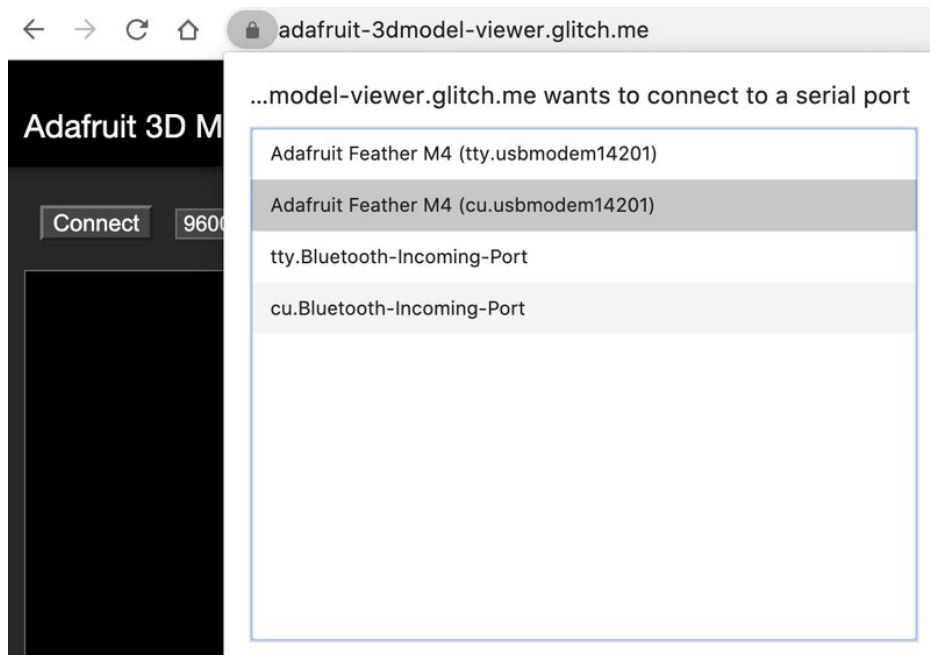 adafruit-3dmodel-viewer.glitch.me
...model-viewer.glitch.me wants to connect to a serial port
Adafruit 3D M
Adafruit Feather M4 (tty.usbmodem14201)
Adafruit Feather M4 (cu.usbmodem14201)
Connect
9600
tty.Bluetooth-Incoming-Port
cu.Bluetooth-Incoming-Port